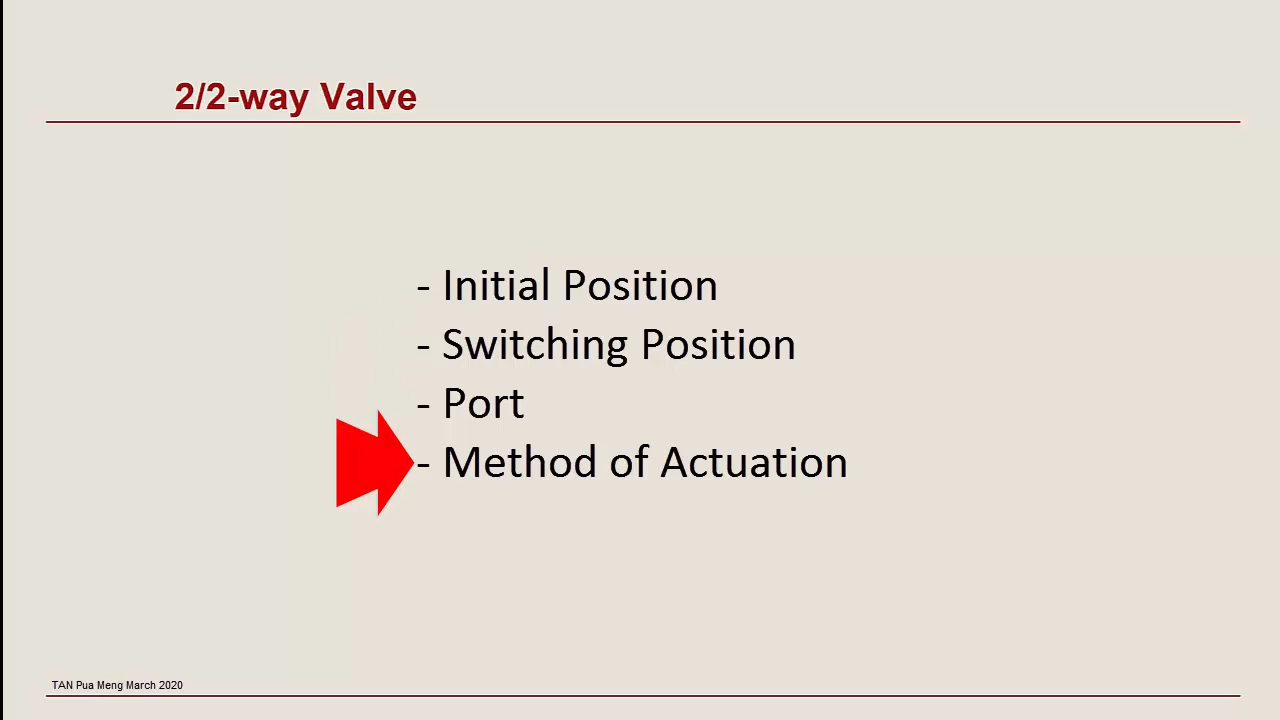 2/2-way Valve
- Initial Position
- Switching Position
- Port
- Method of Actuation
TAN Pua Meng March 2020